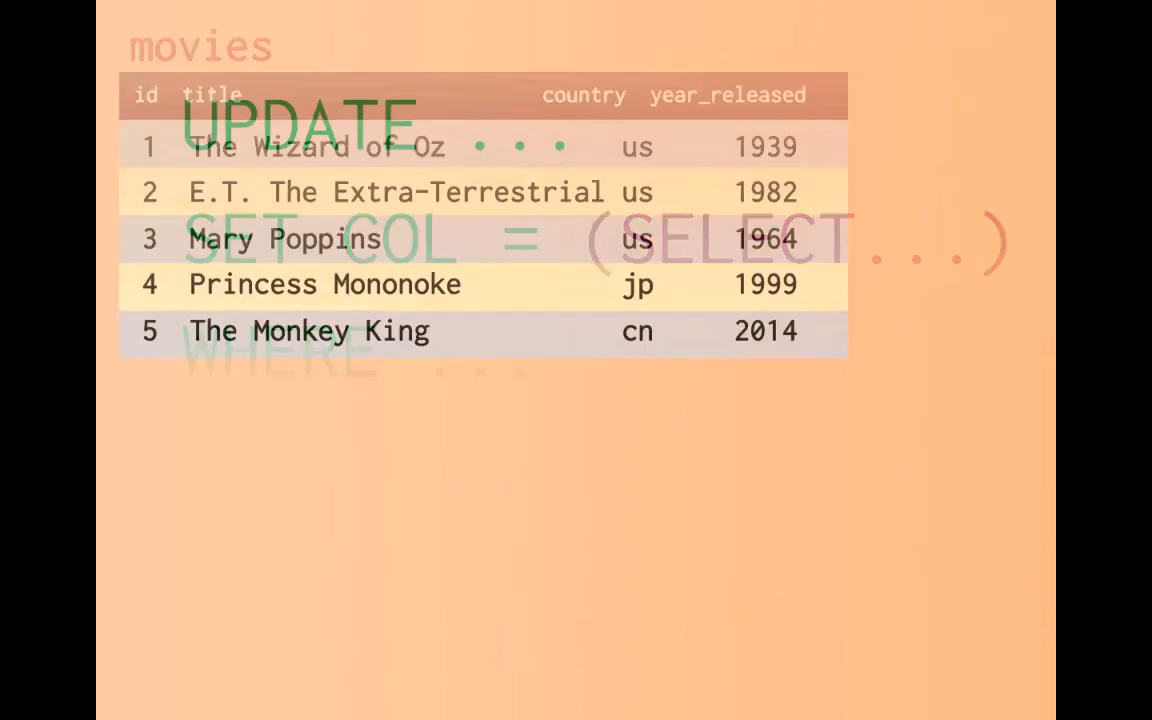 movies
id title country year_released
UPDATE ...
1 The Wizard of Oz us 1939
2 E.T. The Extra-Terrestrial us 1982
SET COL = (SELECT...)
3 Mary Poppins us 1964
4 Princess Mononoke jp 1999
5 The Monkey King cn 2014
WHERE ...